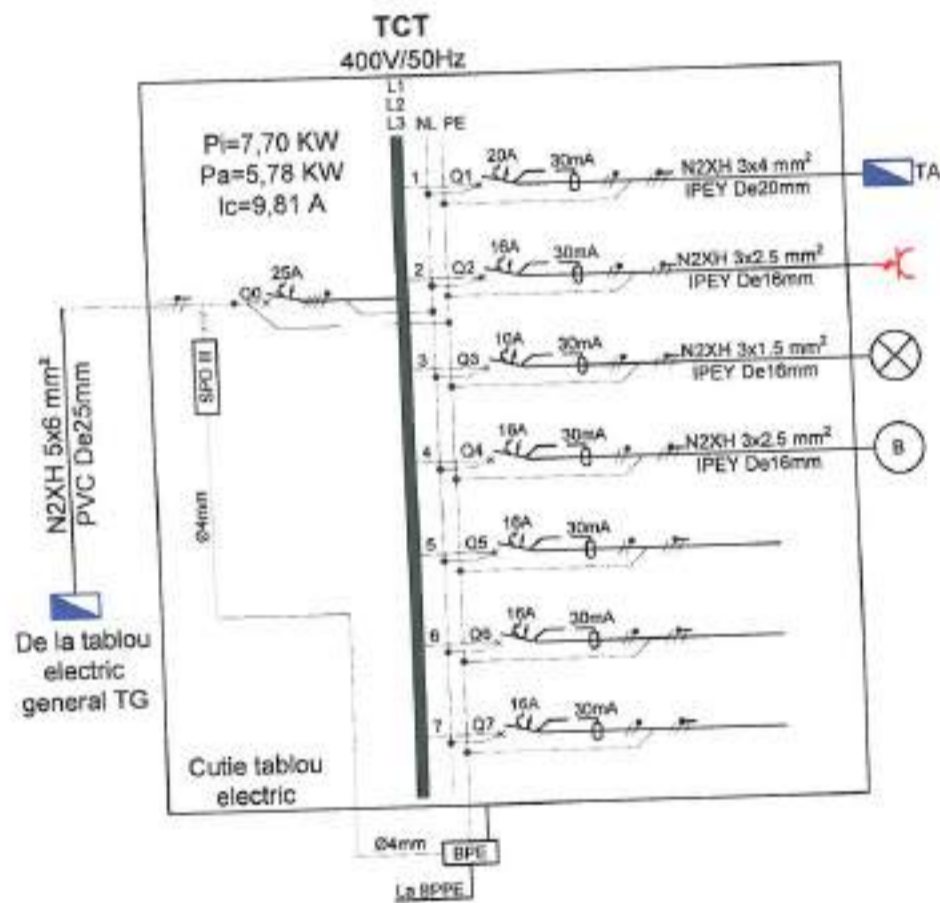 TCT
400V/50Hz
L1
L2
L3 NL PE
Pi=7,70 KW
Pa=5,78 KW
Ic=9,81 A
1 Q1 20A 30mA N2XH 3x4 mm² TA
IPEY De20mm
2 Q2 16A 30mA N2XH 3x2.5 mm²
IPEY De16mm
Q0 25A
3 Q3 10A 30mA N2XH 3x1.5 mm²
IPEY De16mm
SPD III
4 Q4 16A 30mA N2XH 3x2.5 mm² B
IPEY De16mm
N2XH 5x6 mm²
PVC De25mm
Ø4mm
5 Q5 16A 30mA
6 Q6 16A 30mA
7 Q7 16A 30mA
De la tablou
electric
general TG
Cutie tablou
electric
Ø4mm BPE
La BPPE